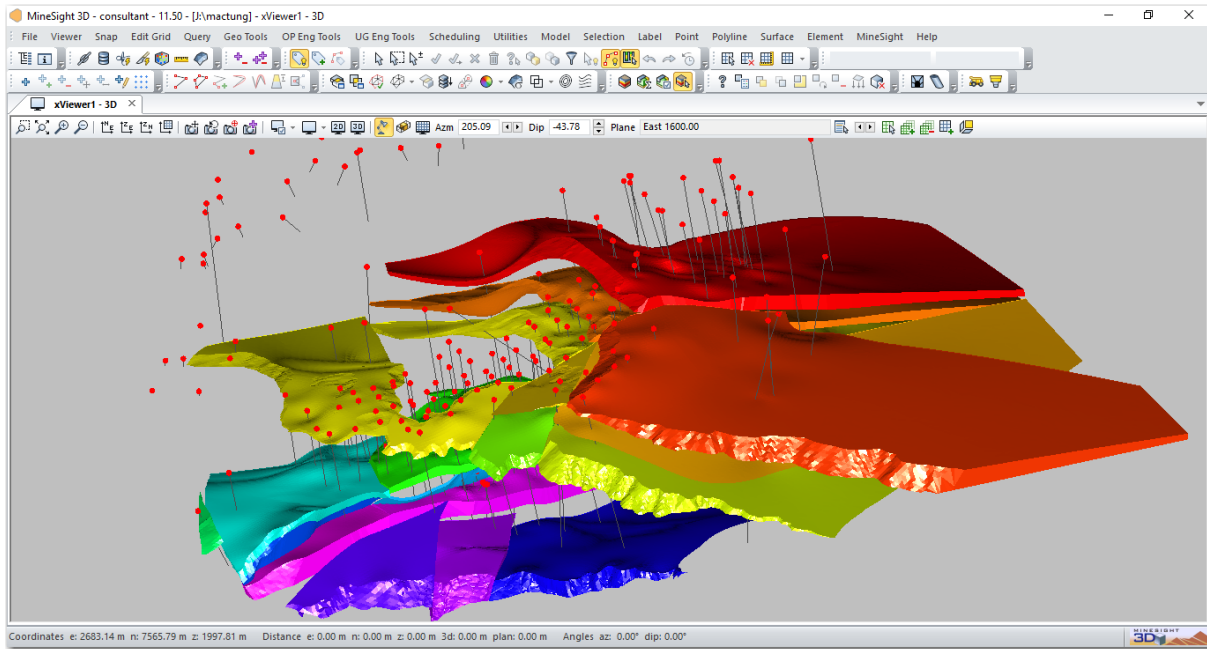 MineSight 3D - consultant - 11.50 - [J:\mactung] - xViewer1 - 3D
File Viewer Snap Edit Grid Query Geo Tools OP Eng Tools UG Eng Tools Scheduling Utilities Model Selection Label Point Polyline Surface Element MineSight Help
xViewer1 - 3D
2D 3D Azm 205.09 Dip -43.78 Plane East 1600.00
Coordinates e: 2683.14 m n: 7565.79 m z: 1997.81 m Distance e: 0.00 m n: 0.00 m z: 0.00 m 3d: 0.00 m plan: 0.00 m Angles az: 0.00° dip: 0.00°
MINESIGHT
3D